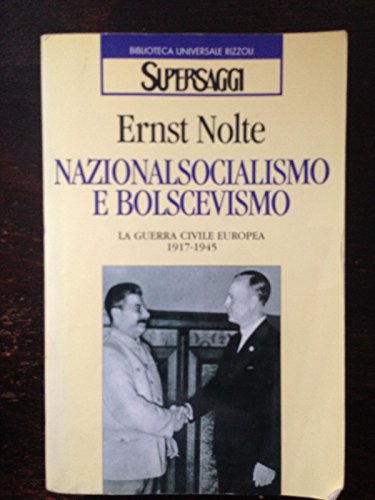 BIBLIOTECA UNIVERSALE RIZZOLI
SUPERSAGGI
Ernst Nolte
NAZIONALSOCIALISMO
E BOLSCEVISMO
LA GUERRA CIVILE EUROPEA
1917-1945